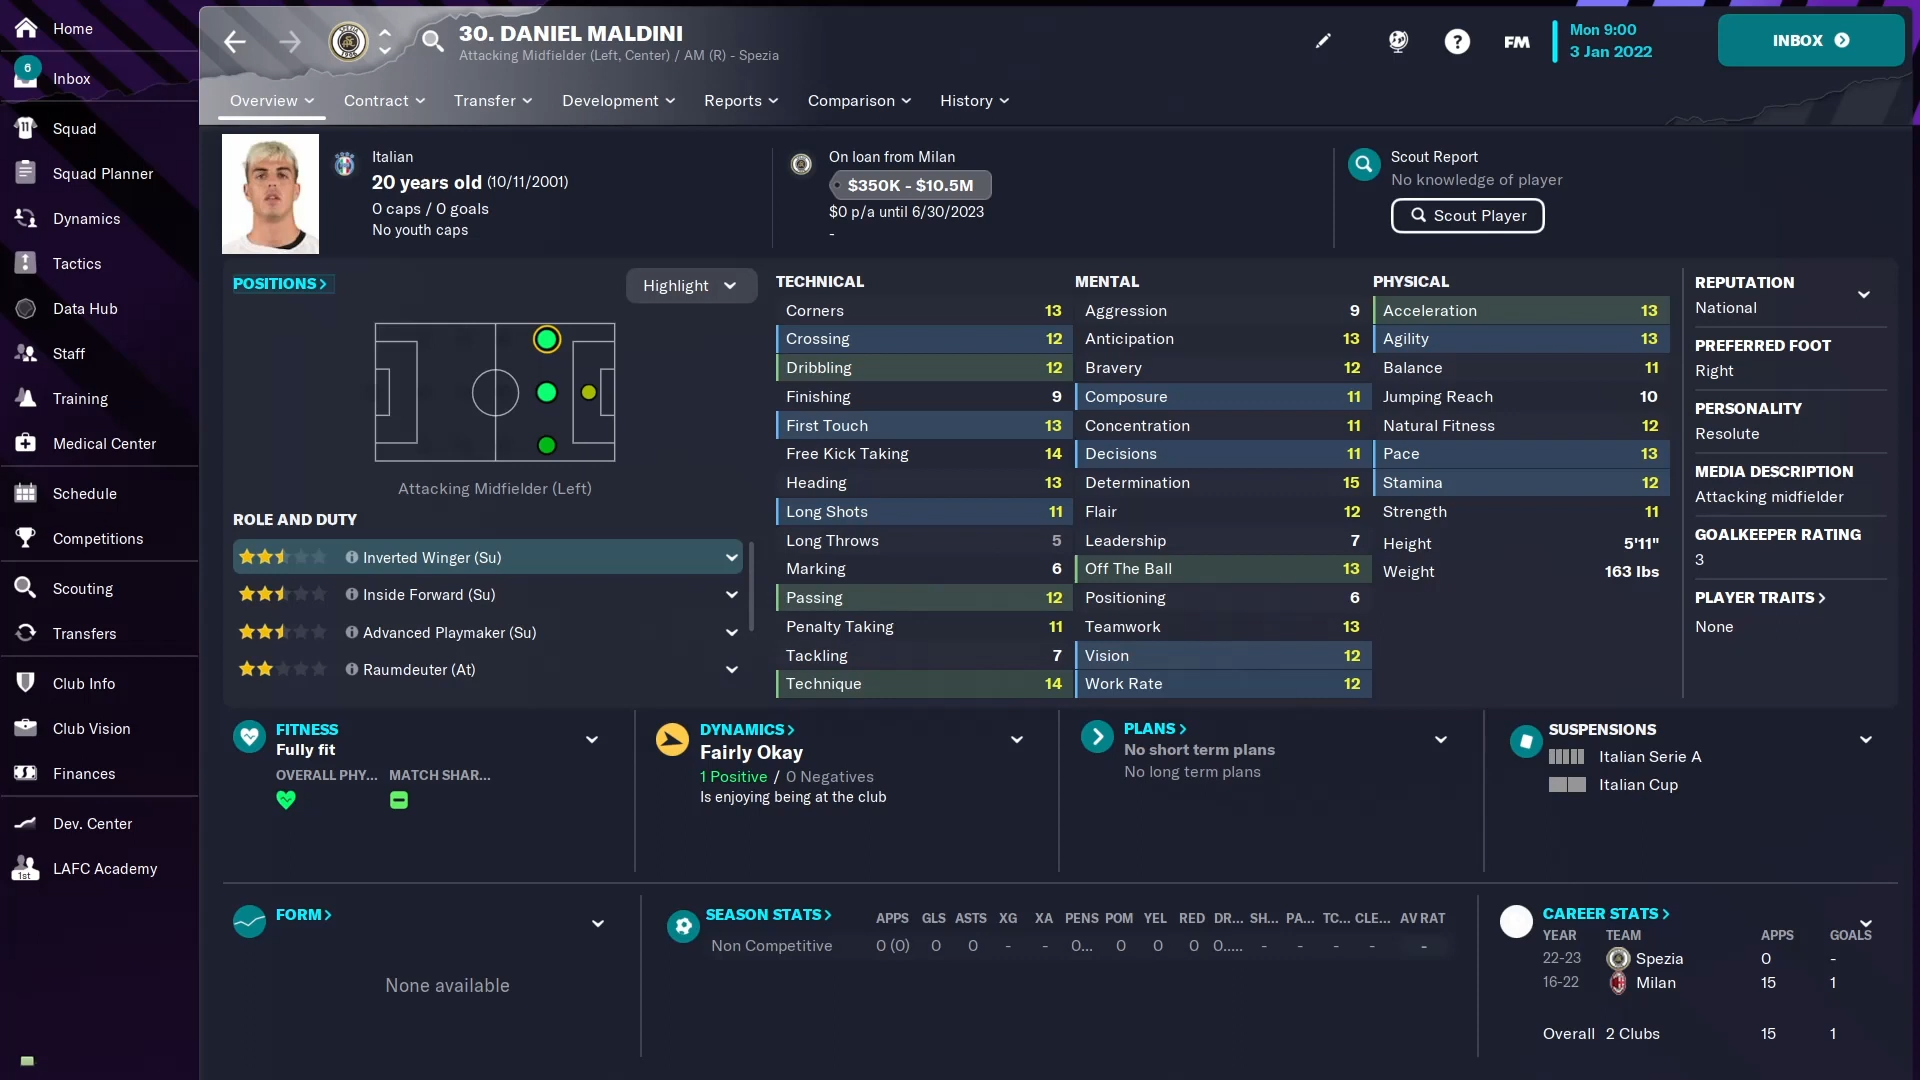 Home
6
Inbox
Squad
Squad Planner
Dynamics
Tactics
Data Hub
Staff
Training
Medical Center
Schedule
Competitions
Scouting
Transfers
Club Info
Club Vision
Finances
Dev. Center
1st
LAFC Academy
30. DANIEL MALDINI
Attacking Midfielder (Left, Center) / AM (R) - Spezia
?
FM
Mon 9:00
3 Jan 2022
INBOX
Overview Contract Transfer Development Reports Comparison History
Italian
20 years old (10/11/2001)
0 caps / 0 goals
No youth caps
On loan from Milan
$350K - $10.5M
$0 p/a until 6/30/2023
-
Scout Report
No knowledge of player
Scout Player
POSITIONS
Highlight
Attacking Midfielder (Left)
ROLE AND DUTY
Inverted Winger (Su)
Inside Forward (Su)
Advanced Playmaker (Su)
Raumdeuter (At)
TECHNICAL
Corners 13
Crossing 12
Dribbling 12
Finishing 9
First Touch 13
Free Kick Taking 14
Heading 13
Long Shots 11
Long Throws 5
Marking 6
Passing 12
Penalty Taking 11
Tackling 7
Technique 14
MENTAL
Aggression 9
Anticipation 13
Bravery 12
Composure 11
Concentration 11
Decisions 11
Determination 15
Flair 12
Leadership 7
Off The Ball 13
Positioning 6
Teamwork 13
Vision 12
Work Rate 12
PHYSICAL
Acceleration 13
Agility 13
Balance 11
Jumping Reach 10
Natural Fitness 12
Pace 13
Stamina 12
Strength 11
Height 5'11"
Weight 163 lbs
REPUTATION
National
PREFERRED FOOT
Right
PERSONALITY
Resolute
MEDIA DESCRIPTION
Attacking midfielder
GOALKEEPER RATING
3
PLAYER TRAITS
None
FITNESS
Fully fit
OVERALL PHY... MATCH SHAR...
DYNAMICS
Fairly Okay
1 Positive / 0 Negatives
Is enjoying being at the club
PLANS
No short term plans
No long term plans
SUSPENSIONS
Italian Serie A
Italian Cup
FORM
None available
SEASON STATS APPS GLS ASTS XG XA PENS POM YEL RED DR... SH... PA... TC... CLE... AV RAT
Non Competitive 0 (0) 0 0 - - 0... 0 0 0 0..... - - - - -
CAREER STATS
YEAR TEAM APPS GOALS
22-23 Spezia 0 -
16-22 Milan 15 1
Overall 2 Clubs 15 1